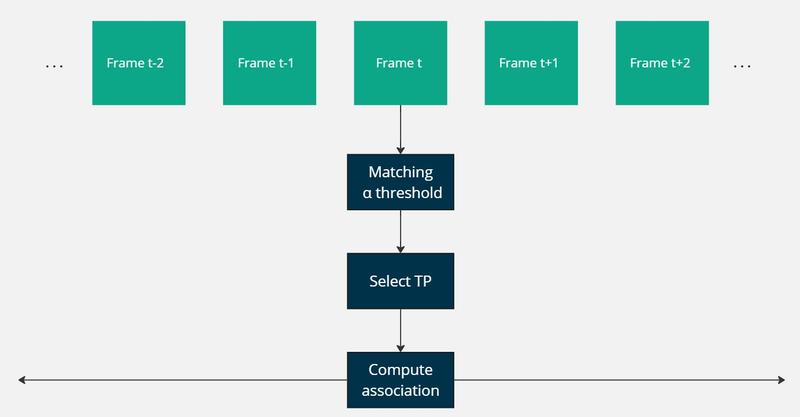 ... Frame t-2 Frame t-1 Frame t Frame t+1 Frame t+2 ...
Matching
α threshold
Select TP
Compute
association